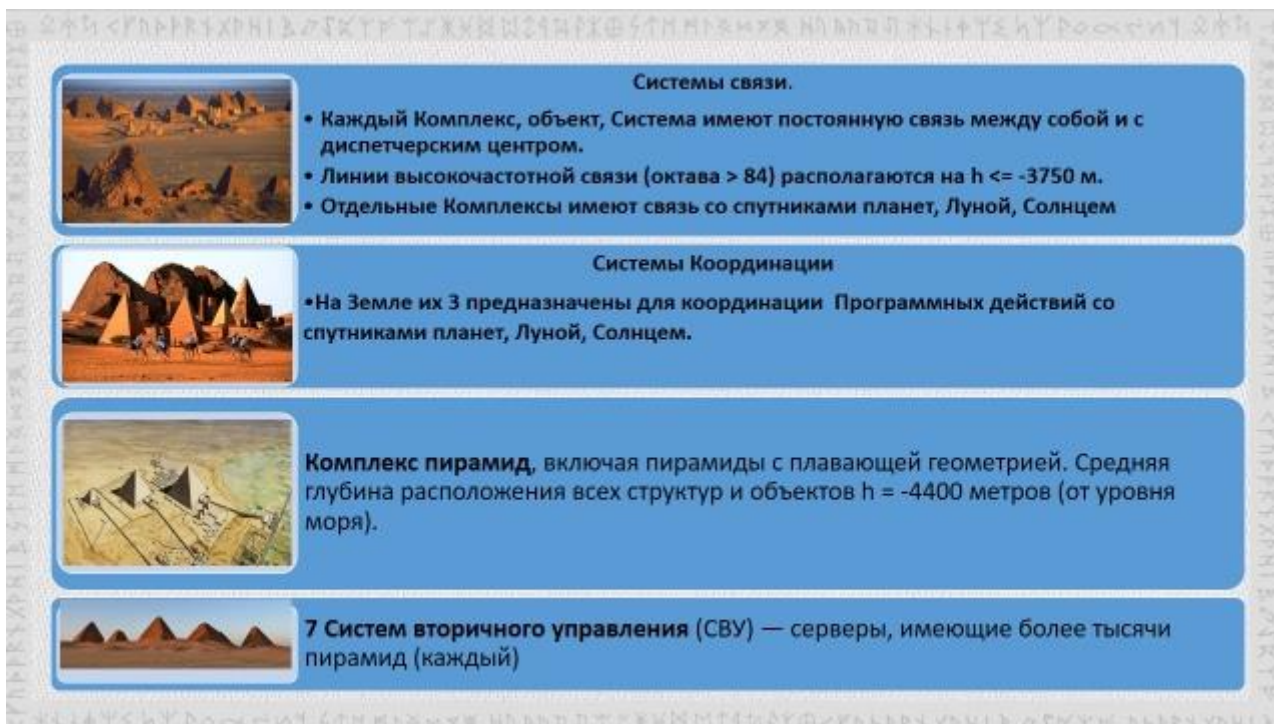 Системы связи.
• Каждый Комплекс, объект, Система имеют постоянную связь между собой и с
диспетчерским центром.
• Линии высокочастотной связи (октава > 84) располагаются на h <= -3750 м.
• Отдельные Комплексы имеют связь со спутниками планет, Луной, Солнцем
Системы Координации
•На Земле их 3 предназначены для координации Программных действий со
спутниками планет, Луной, Солнцем.
Комплекс пирамид, включая пирамиды с плавающей геометрией. Средняя
глубина расположения всех структур и объектов h = -4400 метров (от уровня
моря).
7 Систем вторичного управления (СВУ) — серверы, имеющие более тысячи
пирамид (каждый)